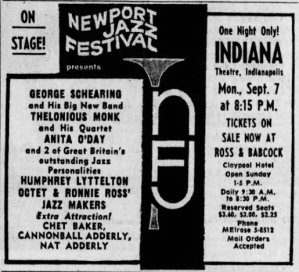 ON
STAGE!
NEWPORT
JAZZ
FESTIVAL
presents
GEORGE SCHEARING
and His Big New Band
THELONIOUS MONK
and His Quartet
ANITA O'DAY
and 2 of Great Britain's
outstanding Jazz
Personalities
HUMPHREY LYTTELTON
OCTET & RONNIE ROSS'
JAZZ MAKERS
Extra Attraction!
CHET BAKER,
CANNONBALL ADDERLY,
NAT ADDERLY
nfj
One Night Only!
INDIANA
Theatre, Indianapolis
Mon., Sept. 7
at 8:15 P.M.
TICKETS ON
SALE NOW AT
ROSS & BABCOCK
Claypool Hotel
Open Sunday
1-5 P.M.
Daily 9:30 A.M.
to 8:30 P.M.
Reserved Seats
$3.60, $3.00, $2.25
Phone
MElrose 5-8512
Mail Orders
Accepted